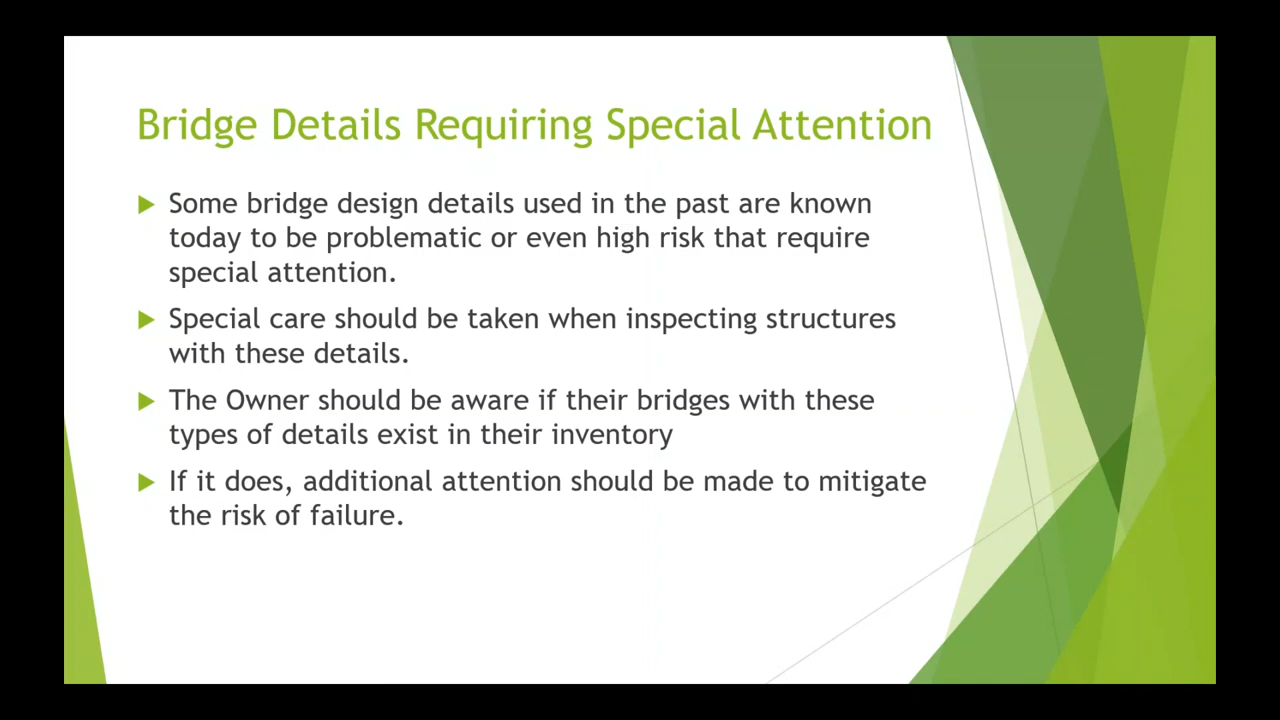 Bridge Details Requiring Special Attention
Some bridge design details used in the past are known
today to be problematic or even high risk that require
special attention.
Special care should be taken when inspecting structures
with these details.
The Owner should be aware if their bridges with these
types of details exist in their inventory
If it does, additional attention should be made to mitigate
the risk of failure.